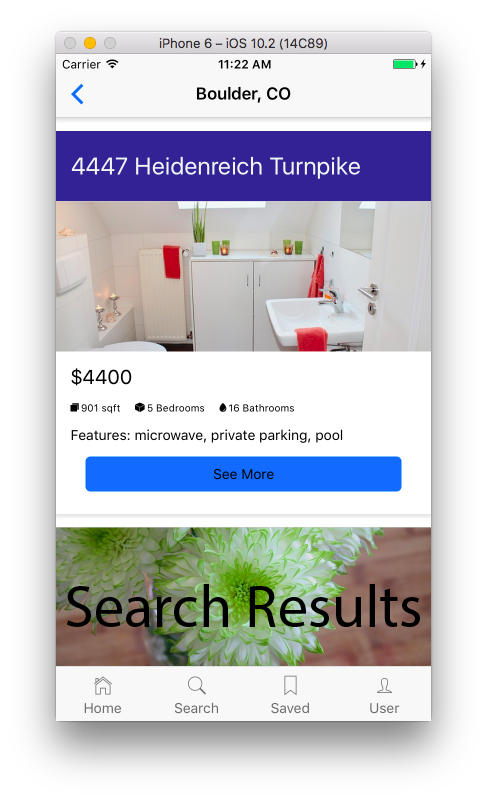 iPhone 6 – iOS 10.2 (14C89)
Carrier 11:22 AM
Boulder, CO
4447 Heidenreich Turnpike
$4400
901 sqft 5 Bedrooms 16 Bathrooms
Features: microwave, private parking, pool
See More
Search Results
Home Search Saved User